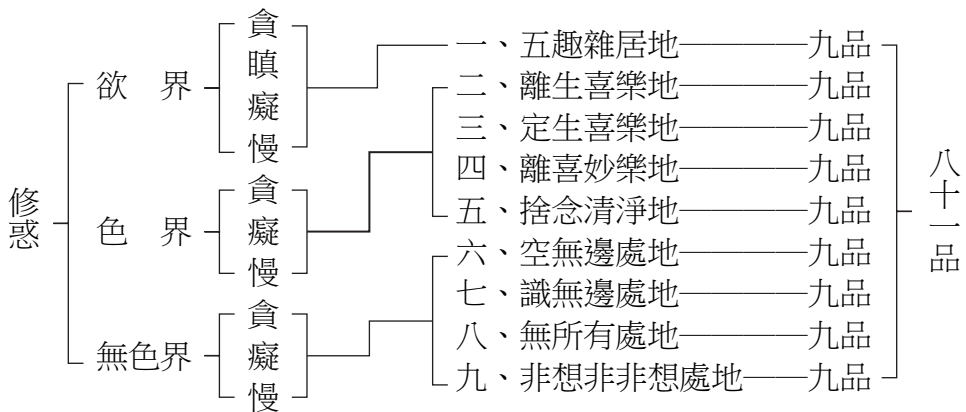 修惑
欲　界
貪
瞋
癡
慢
色　界
貪
癡
慢
無色界
貪
癡
慢
一、五趣雜居地————九品
二、離生喜樂地————九品
三、定生喜樂地————九品
四、離喜妙樂地————九品
五、捨念清淨地————九品
六、空無邊處地————九品
七、識無邊處地————九品
八、無所有處地————九品
九、非想非非想處地——九品
八十一品